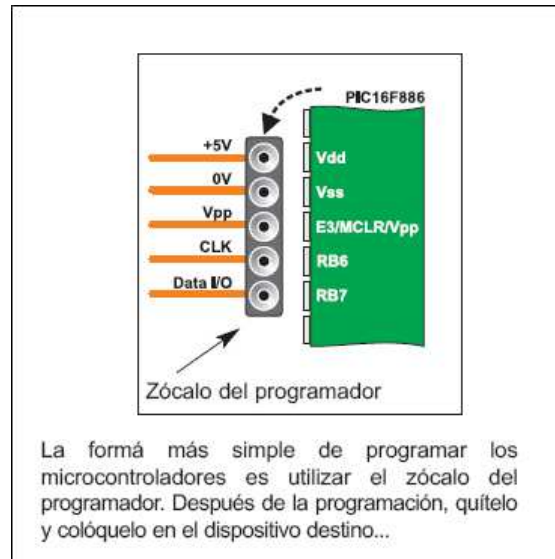 PIC16F886
+5V
0V
Vpp
CLK
Data I/O
Vdd
Vss
E3/MCLR/Vpp
RB6
RB7
Zócalo del programador
La formá más simple de programar los
microcontroladores es utilizar el zócalo del
programador. Después de la programación, quítelo
y colóquelo en el dispositivo destino...